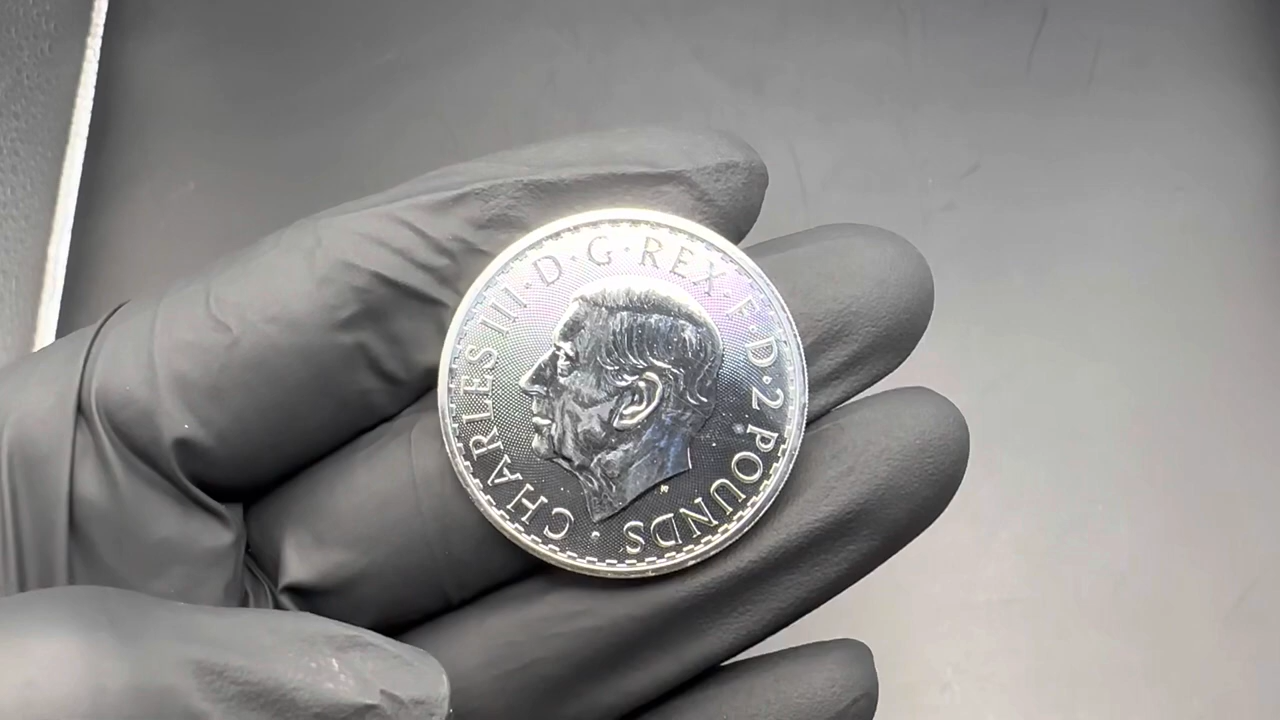 CHARLES III · D · G · REX · F · D · 2 POUNDS ·